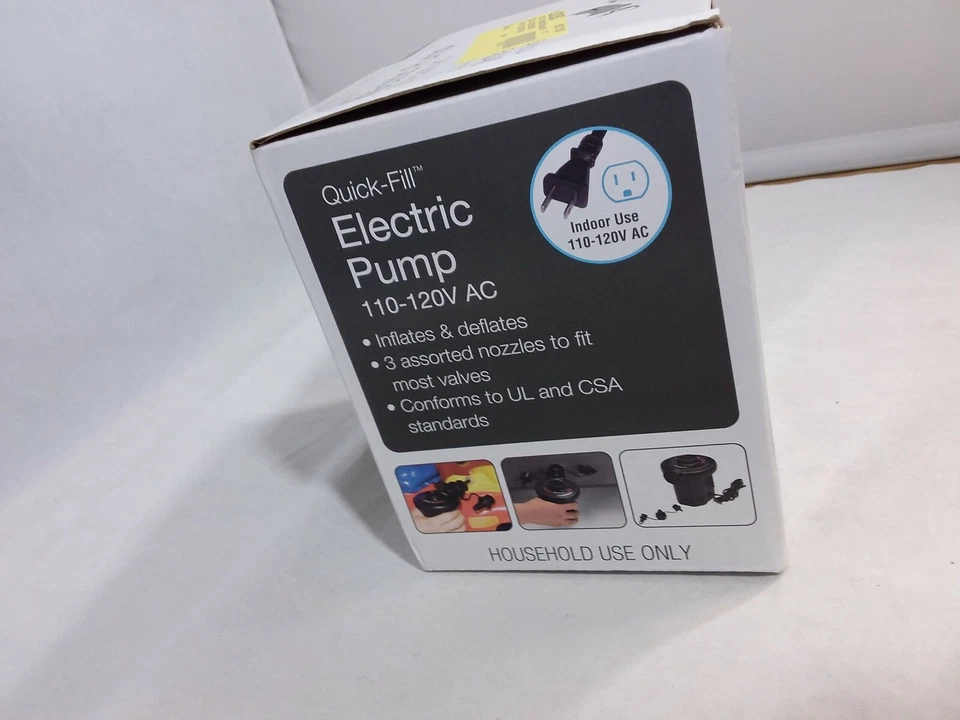 Quick-Fill™
Electric
Pump
110-120V AC
• Inflates & deflates
• 3 assorted nozzles to fit
most valves
• Conforms to UL and CSA
standards
Indoor Use
110-120V AC
HOUSEHOLD USE ONLY